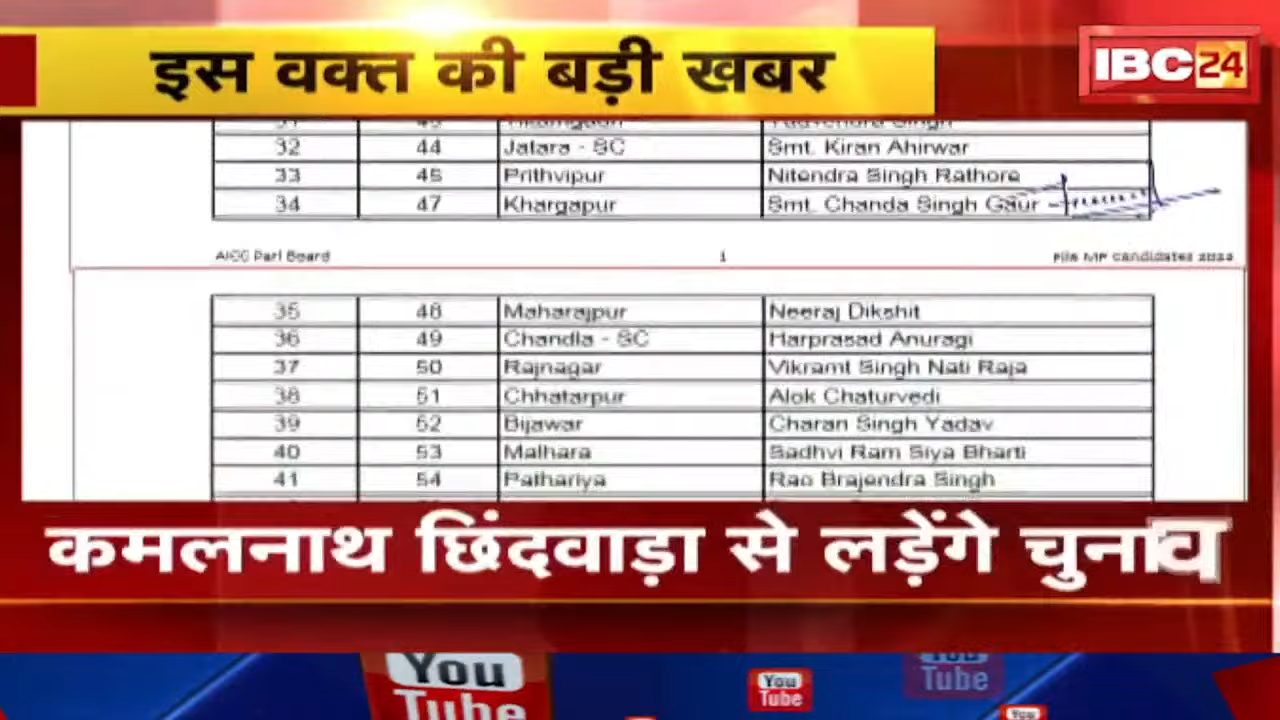 इस वक्त की बड़ी खबर
IBC24
32 44 Jatara - SC Smt. Kiran Ahirwar
33 45 Prithvipur Nitendra Singh Rathore
34 47 Khargapur Smt. Chanda Singh Gaur
AICC Parl Board 1 File MP Candidates
35 48 Maharajpur Neeraj Dikshit
36 49 Chandla - SC Harprasad Anuragi
37 50 Rajnagar Vikramt Singh Nati Raja
38 51 Chhatarpur Alok Chaturvedi
39 52 Bijawar Charan Singh Yadav
40 53 Malhara Sadhvi Ram Siya Bharti
41 54 Pathariya Rao Brajendra Singh
कमलनाथ छिंदवाड़ा से लड़ेंगे चुनाव
You
Tube
You
Tube
You
Tube
You